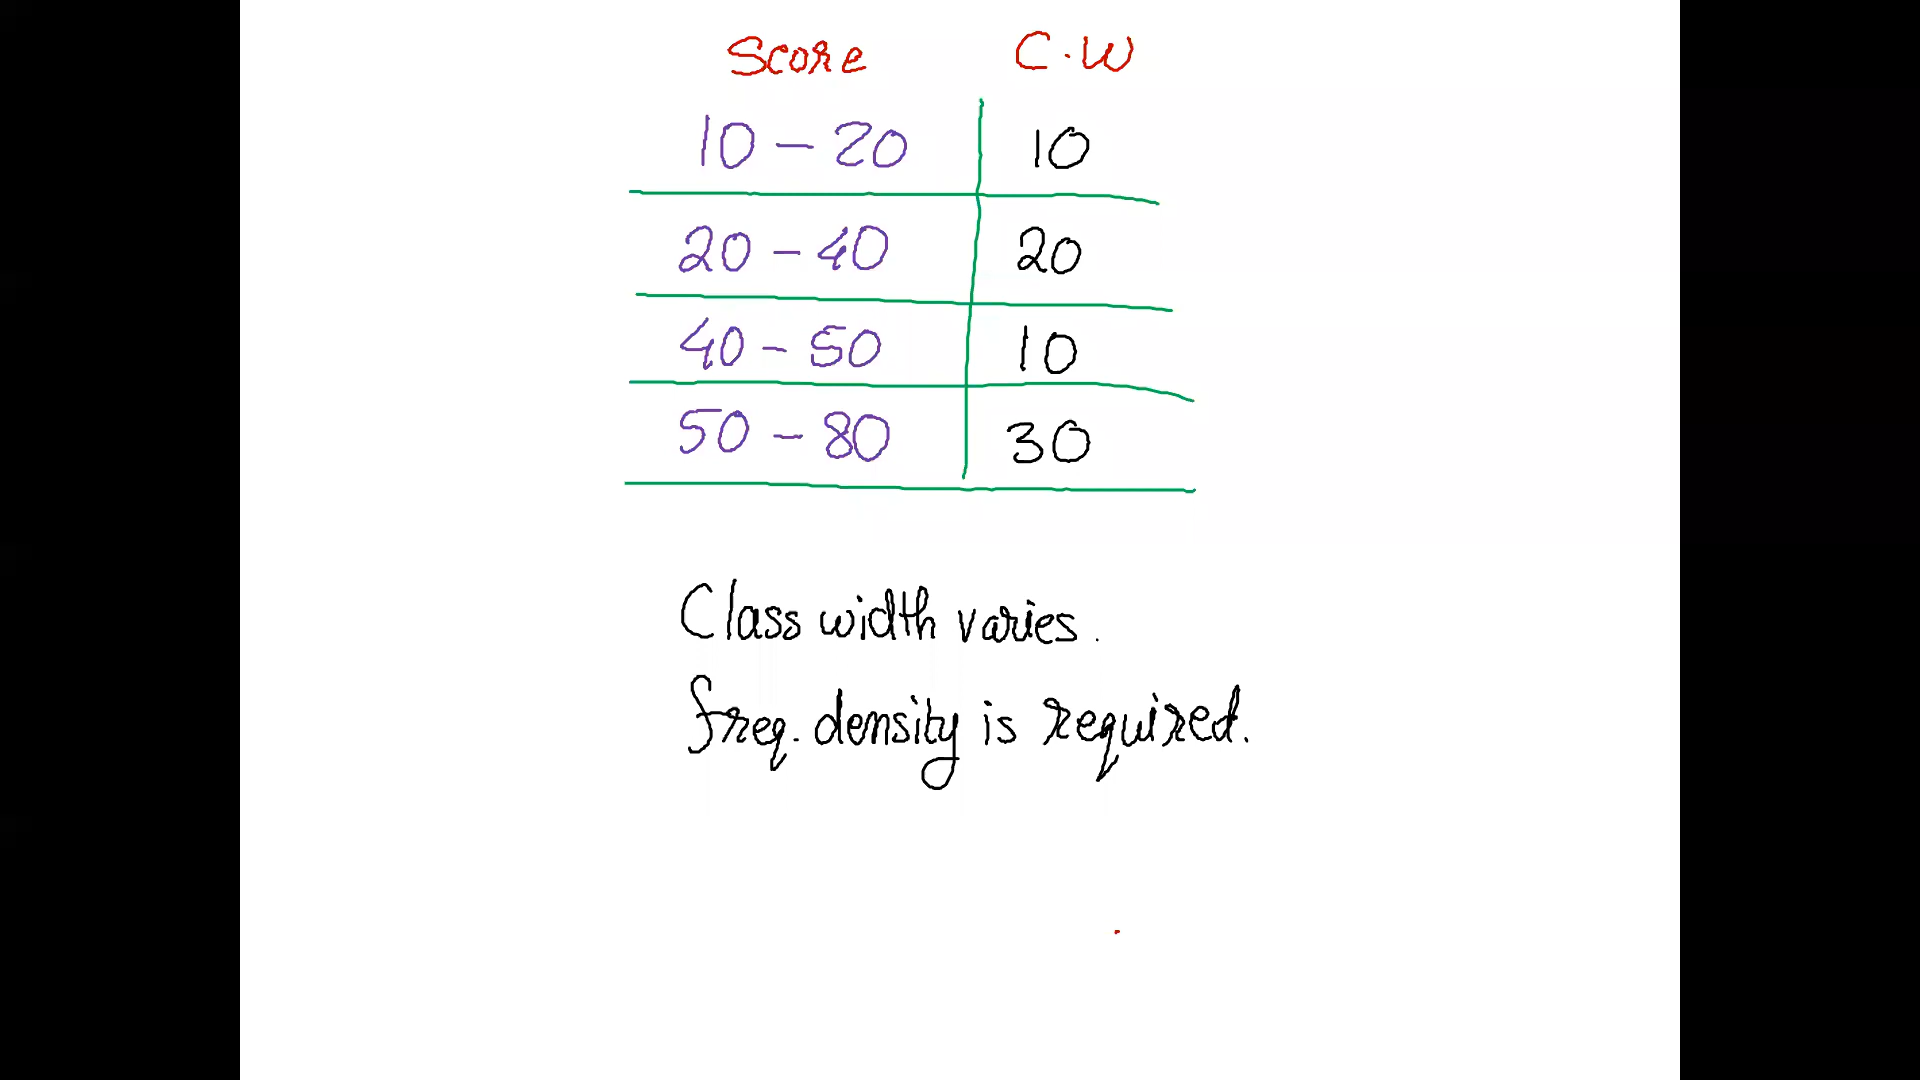 Score C.W
10 - 20 10
20 - 40 20
40 - 50 10
50 - 80 30
Class width varies.
freq. density is required.